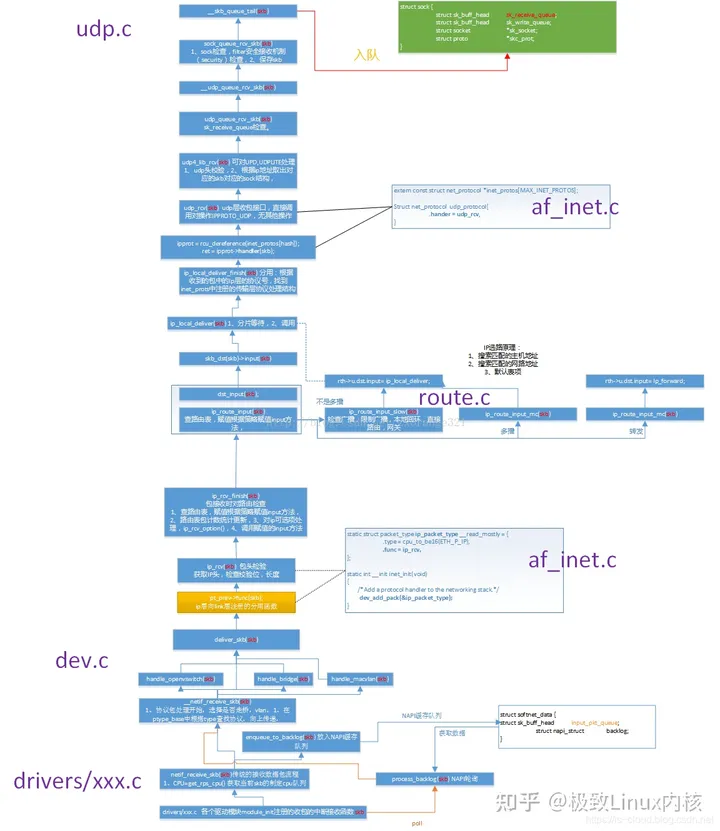 udp.c
__skb_queue_tail(skb)
struct sock {
struct sk_buff_head sk_receive_queue;
struct sk_buff_head sk_write_queue;
struct socket *sk_socket;
struct proto *skc_prot;
}
入队
sock_queue_rcv_skb(skb)
1、sock检查,filter安全接收机制
(security)检查,2、保存skb
__udp_queue_rcv_skb(skb)
udp_queue_rcv_skb(skb)
sk_receive_queue检查。
udp4_lib_rcv(skb) 可对UPD,UDPLITE处理
1、udp头校验,2、根据ip地址取出对
应的skb对应的sock结构,
udp_rcv(skb) udp层收包接口,直接调
用对操作IPPROTO_UDP,无其他操作
extern const struct net_protocol *inet_protos[MAX_INET_PROTOS];
Struct net_protocol udp_protocol{
.hander = udp_rcv,
}
af_inet.c
ipprot = rcu_dereference(inet_protos[hash]);
ret = ipprot->handler(skb);
ip_local_deliver_finish(skb) 分用:根据
收到的包中的ip层的协议号,找到
inet_protr中注册的传输层协议处理结构
ip_local_deliver(skb) 1、分片等待,2、调用
skb_dst(skb)->input(skb)
IP选路原理:
1、搜索匹配的主机地址
2、搜索匹配的网路地址
3、默认表项
rth->u.dst.input= ip_local_deliver;
rth->u.dst.input= ip_forward;
route.c
dst_input(skb);
不是多播
ip_route_input(skb)
查路由表,赋值根据策略赋值input方
法,
ip_route_input_slow(skb)
检查广播,限制广播,本地回环,直接
路由,网关
ip_route_input_mc(skb)
ip_route_input_mc(skb)
多播
转发
ip_rcv_finish(skb)
包接收时对路由检查
1、查路由表,赋值根据策略赋值input方法,
2、路由表包计数统计更新,3、对ip可选项处
理,ip_rcv_option(),4、调用赋值的input方法
static struct packet_type ip_packet_type __read_mostly = {
.type = cpu_to_be16(ETH_P_IP);
.func = ip_rcv,
};
static int __init inet_init(void)
{
/*Add a protocol handler to the networking stack.*/
dev_add_pack(&ip_packet_type);
}
af_inet.c
ip_rcv(skb) 包头校验
获取IP头,检查校验位,长度
pt_prev->func(skb);
ip等向link等注册的分用函数
deliver_skb(skb)
dev.c
handle_openvswitch(skb)
handle_bridge(skb)
handle_macvlan(skb)
__netif_receive_skb(skb)
1、协议包处理开始,选择是否走桥,vlan,1、在
ptype_base中根据type查找协议,向上传递。
NAPI缓存队列
struct softnet_data {
struct sk_buff_head input_pkt_queue;
struct napi_struct backlog;
}
enqueue_to_backlog(skb) 放入NAPI缓存
队列
获取数据
drivers/xxx.c
netif_receive_skb(skb)传统的接收数据包流程
1、CPU=get_rps_cpu() 获取当前skb的制定cpu队列
process_backlog(skb) NAPI轮询
drivers/xxx.c 各个驱动模块module_init注册的收包的中断接收函数(skb)
poll
知乎 @极致Linux内核